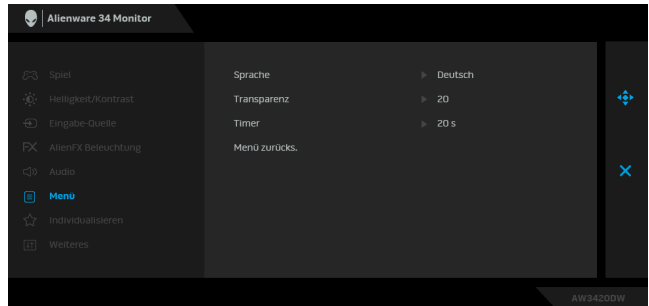 Alienware 34 Monitor
Spiel
Helligkeit/Kontrast
Eingabe-Quelle
AlienFX Beleuchtung
Audio
Menü
Individualisieren
Weiteres
Sprache Deutsch
Transparenz 20
Timer 20 s
Menü zurücks.
AW3420DW